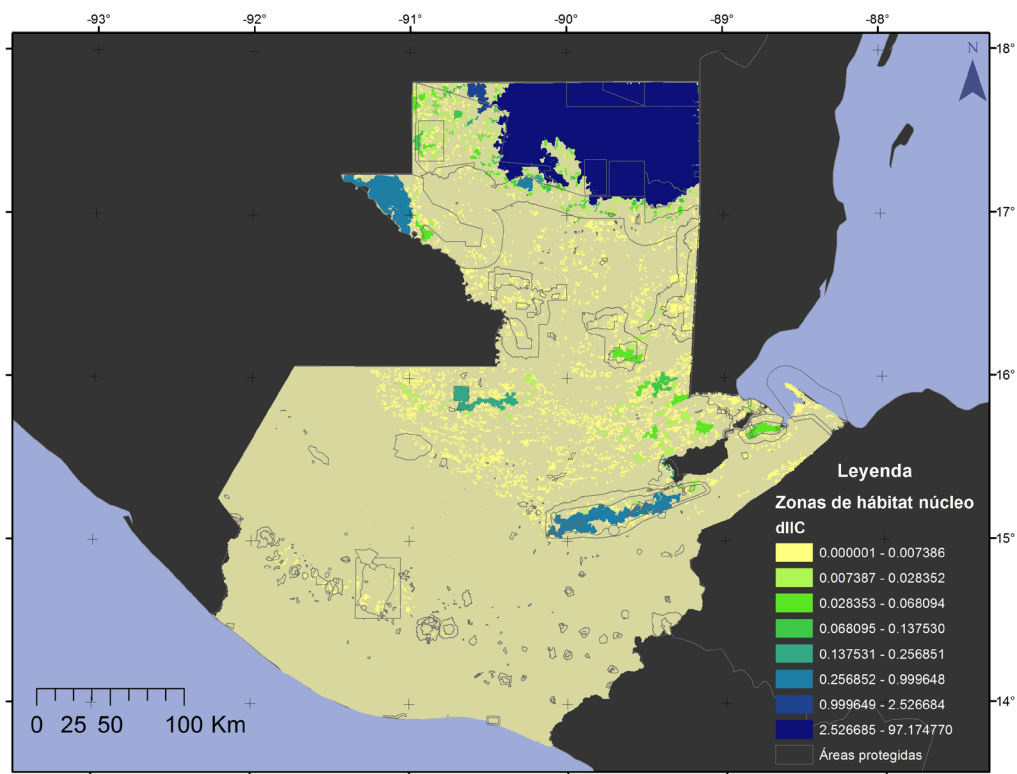 -93° -92° -91° -90° -89° -88°
N
18°
17°
16°
15°
14°
Leyenda
Zonas de hábitat núcleo
dIIC
0.000001 - 0.007386
0.007387 - 0.028352
0.028353 - 0.068094
0.068095 - 0.137530
0.137531 - 0.256851
0.256852 - 0.999648
0.999649 - 2.526684
2.526685 - 97.174770
Áreas protegidas
0 25 50 100 Km